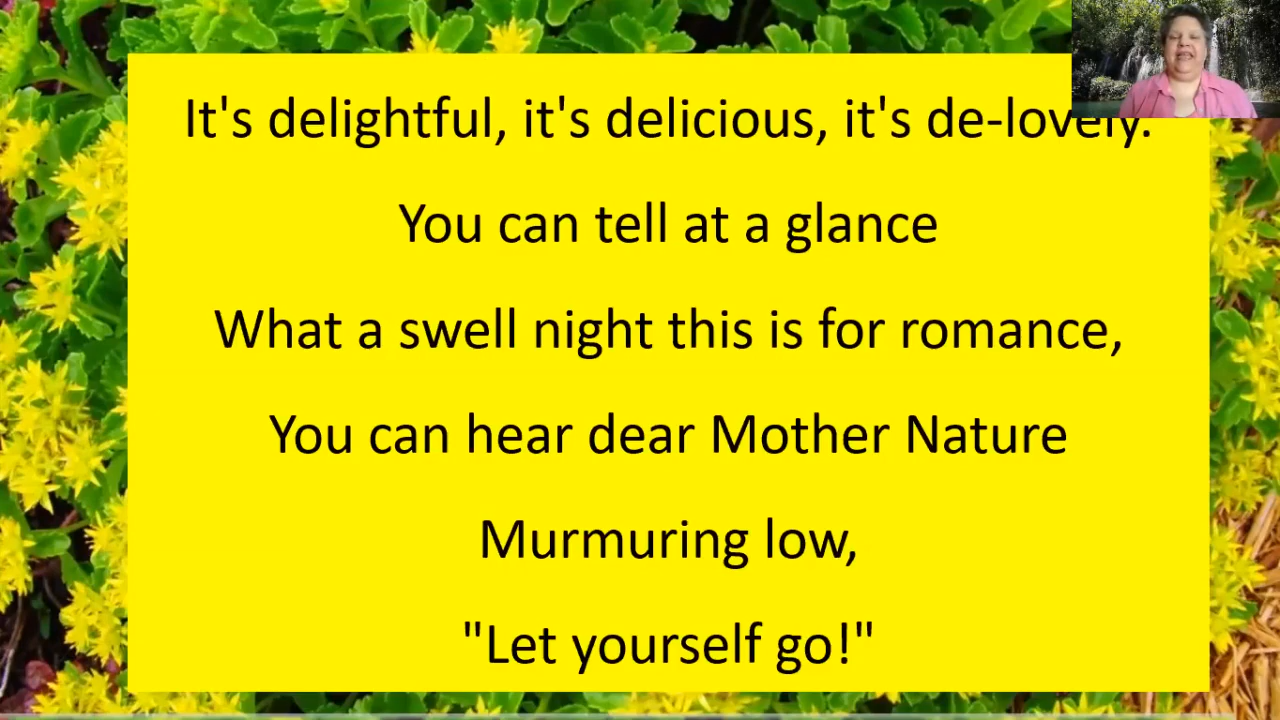 It's delightful, it's delicious, it's de-lovely.
You can tell at a glance
What a swell night this is for romance,
You can hear dear Mother Nature
Murmuring low,
"Let yourself go!"